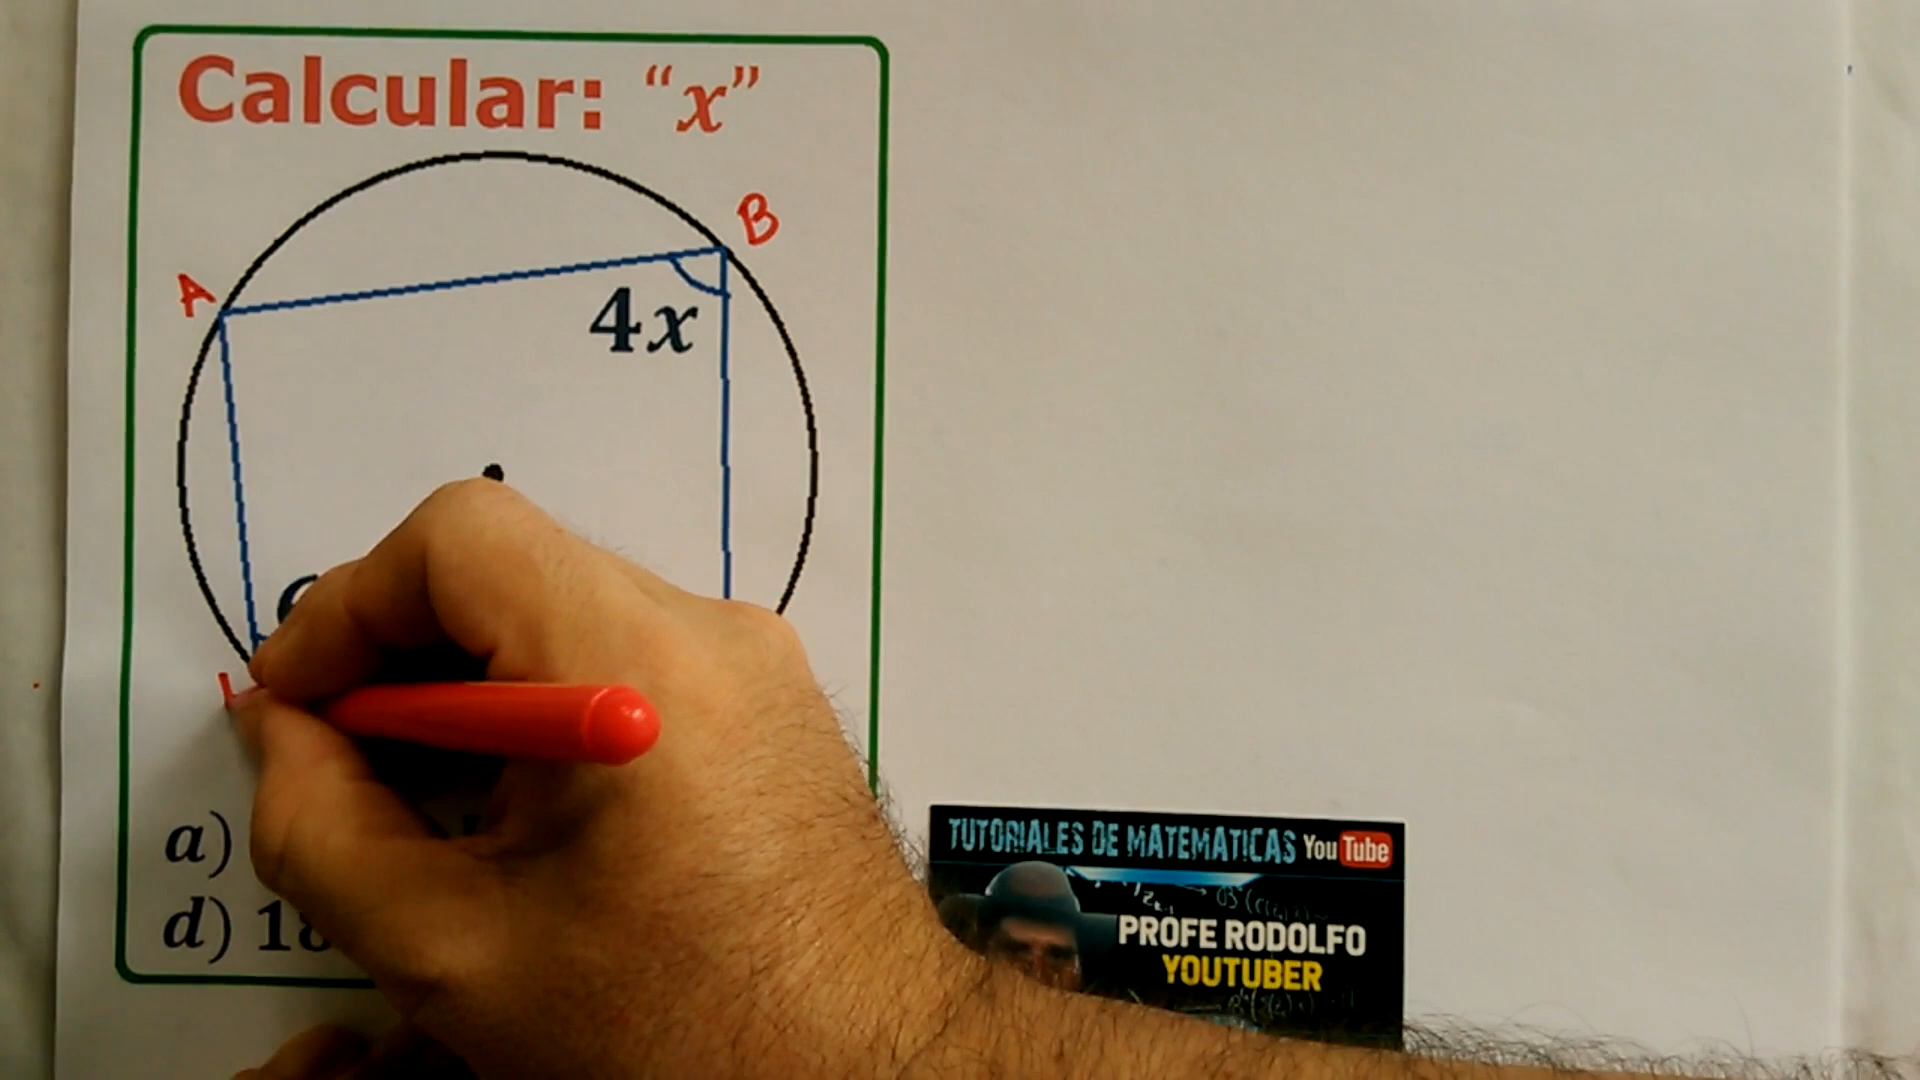 Calcular: “x”
B
A
4x
a)
d) 18
TUTORIALES DE MATEMATICAS YouTube
PROFE RODOLFO
YOUTUBER